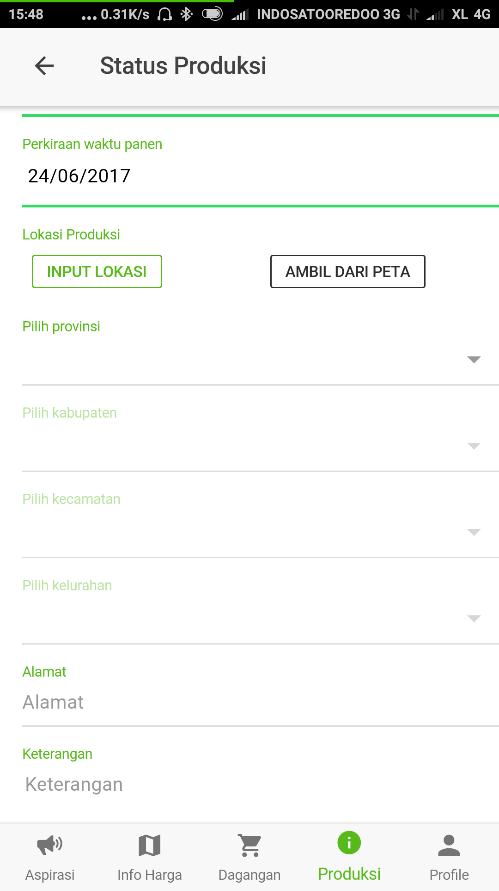 15:48 ... 0.31K/s INDOSATOOREDOO 3G XL 4G
Status Produksi
Perkiraan waktu panen
24/06/2017
Lokasi Produksi
INPUT LOKASI AMBIL DARI PETA
Pilih provinsi
Pilih kabupaten
Pilih kecamatan
Pilih kelurahan
Alamat
Alamat
Keterangan
Keterangan
Aspirasi Info Harga Dagangan Produksi Profile